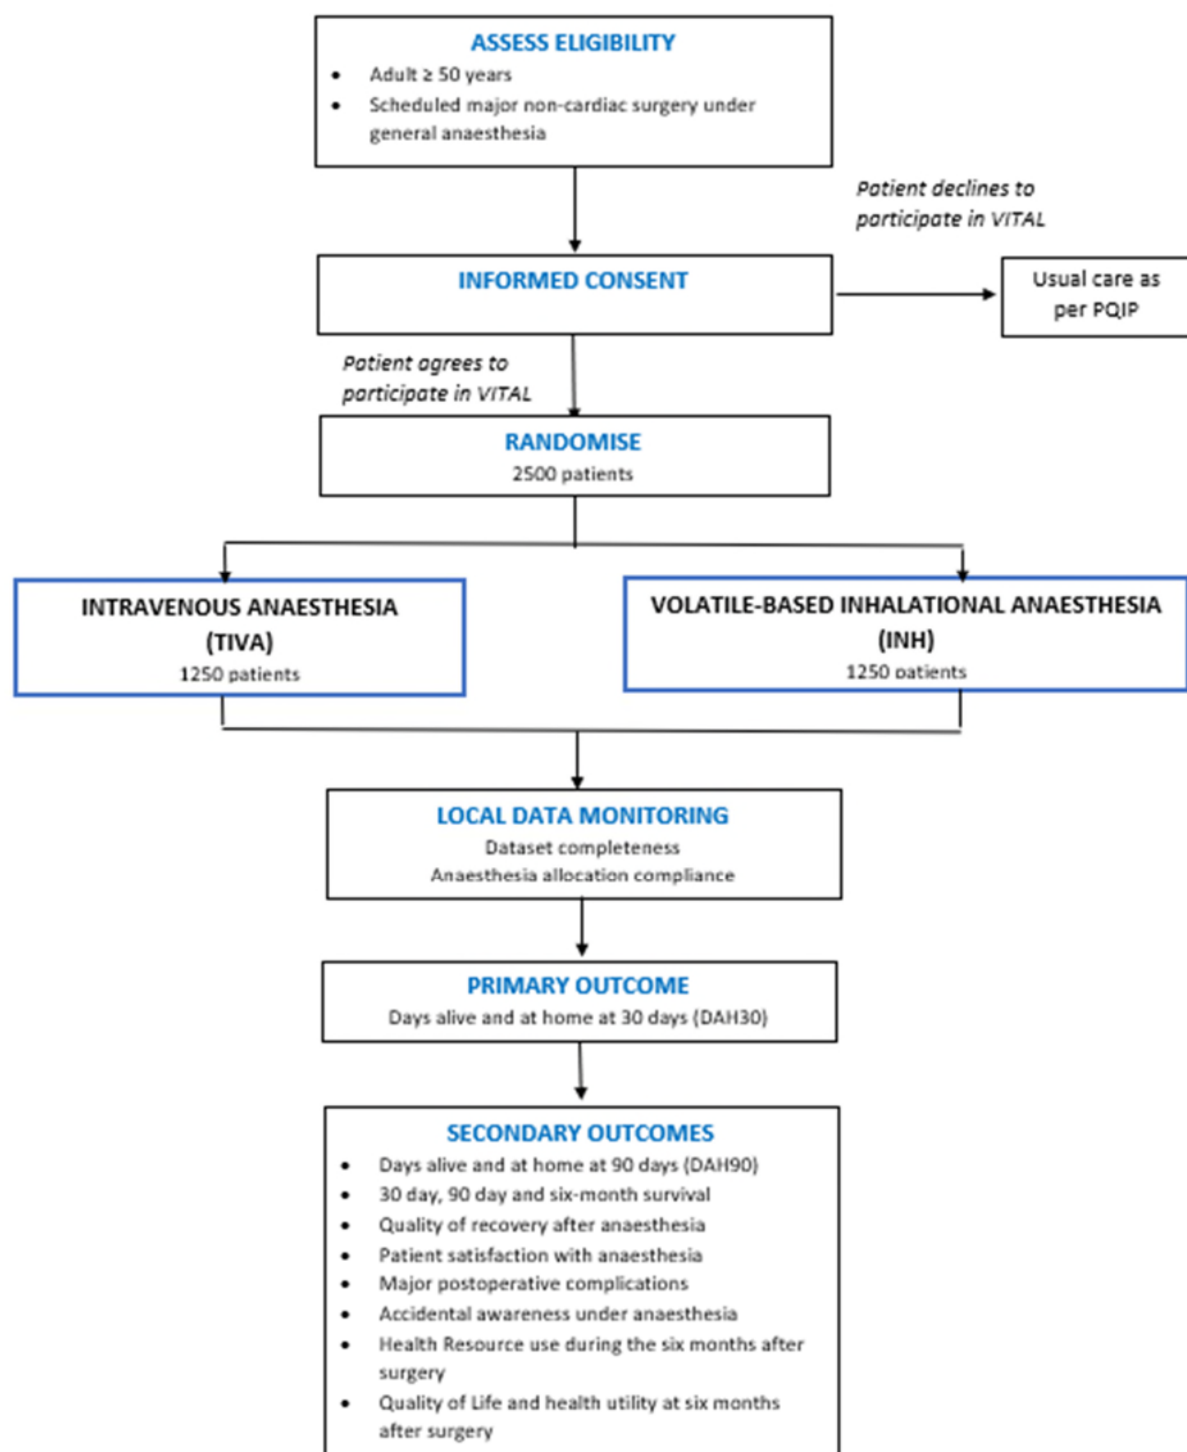 ASSESS ELIGIBILITY
• Adult ≥ 50 years
• Scheduled major non-cardiac surgery under
general anaesthesia
Patient declines to
participate in VITAL
INFORMED CONSENT
Usual care as
per PQIP
Patient agrees to
participate in VITAL
RANDOMISE
2500 patients
INTRAVENOUS ANAESTHESIA
(TIVA)
1250 patients
VOLATILE-BASED INHALATIONAL ANAESTHESIA
(INH)
1250 patients
LOCAL DATA MONITORING
Dataset completeness
Anaesthesia allocation compliance
PRIMARY OUTCOME
Days alive and at home at 30 days (DAH30)
SECONDARY OUTCOMES
• Days alive and at home at 90 days (DAH90)
• 30 day, 90 day and six-month survival
• Quality of recovery after anaesthesia
• Patient satisfaction with anaesthesia
• Major postoperative complications
• Accidental awareness under anaesthesia
• Health Resource use during the six months after
surgery
• Quality of Life and health utility at six months
after surgery